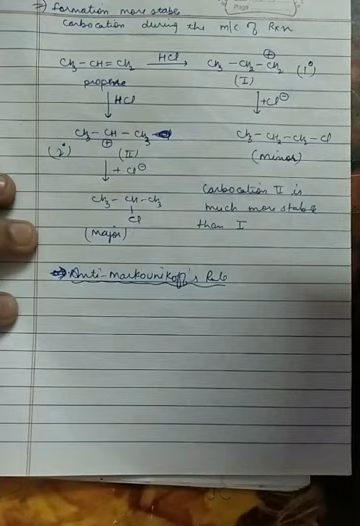 ⇒ formation more stable
carbocation during the m/c of Rxn
CH₃-CH=CH₂ —HCl→ CH₃-CH₂-CH₂⊕ (1°)
propene (I)
↓HCl ↓+Cl⊖
CH₃-CH-CH₃ CH₃-CH₂-CH₂-Cl
(2°) ⊕ (II) (minor)
↓ + Cl⊖
CH₃-CH-CH₃ Carbocation II is
Cl much more stable
(Major) than I
⇒ Anti-Markounikoff's Rule